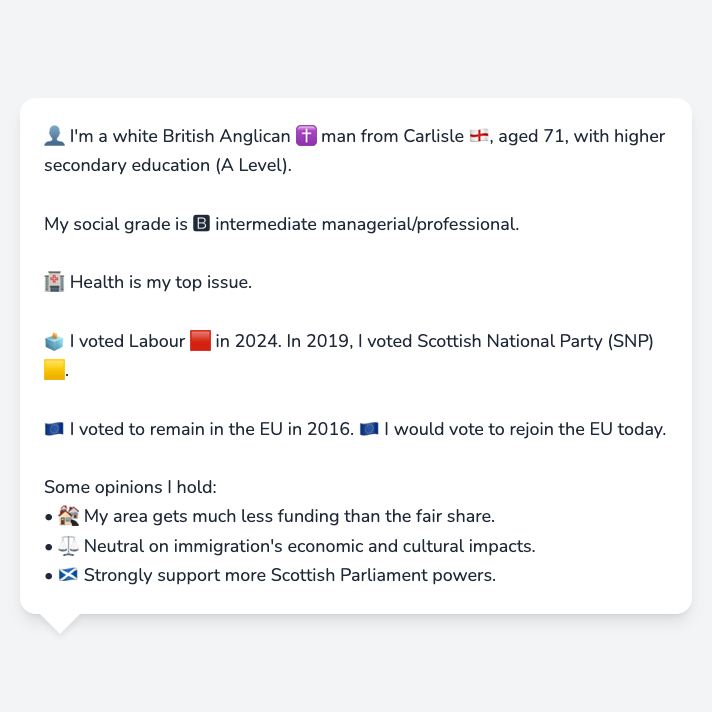 👤 I'm a white British Anglican ✝️ man from Carlisle 🏴󠁧󠁢󠁥󠁮󠁧󠁿, aged 71, with higher
secondary education (A Level).
My social grade is 🅱 intermediate managerial/professional.
🏥 Health is my top issue.
🗳️ I voted Labour 🟥 in 2024. In 2019, I voted Scottish National Party (SNP)
🟨.
🇪🇺 I voted to remain in the EU in 2016. 🇪🇺 I would vote to rejoin the EU today.
Some opinions I hold:
• 🏘️ My area gets much less funding than the fair share.
• ⚖️ Neutral on immigration's economic and cultural impacts.
• 🏴󠁧󠁢󠁳󠁣󠁴󠁿 Strongly support more Scottish Parliament powers.